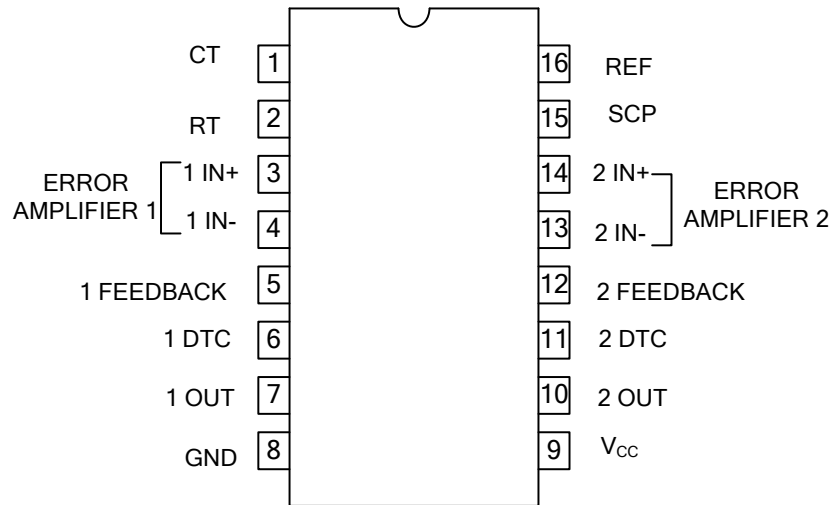 CT 1
RT 2
ERROR AMPLIFIER 1
1 IN+ 3
1 IN- 4
1 FEEDBACK 5
1 DTC 6
1 OUT 7
GND 8
16 REF
15 SCP
14 2 IN+
13 2 IN-
ERROR AMPLIFIER 2
12 2 FEEDBACK
11 2 DTC
10 2 OUT
9 VCC